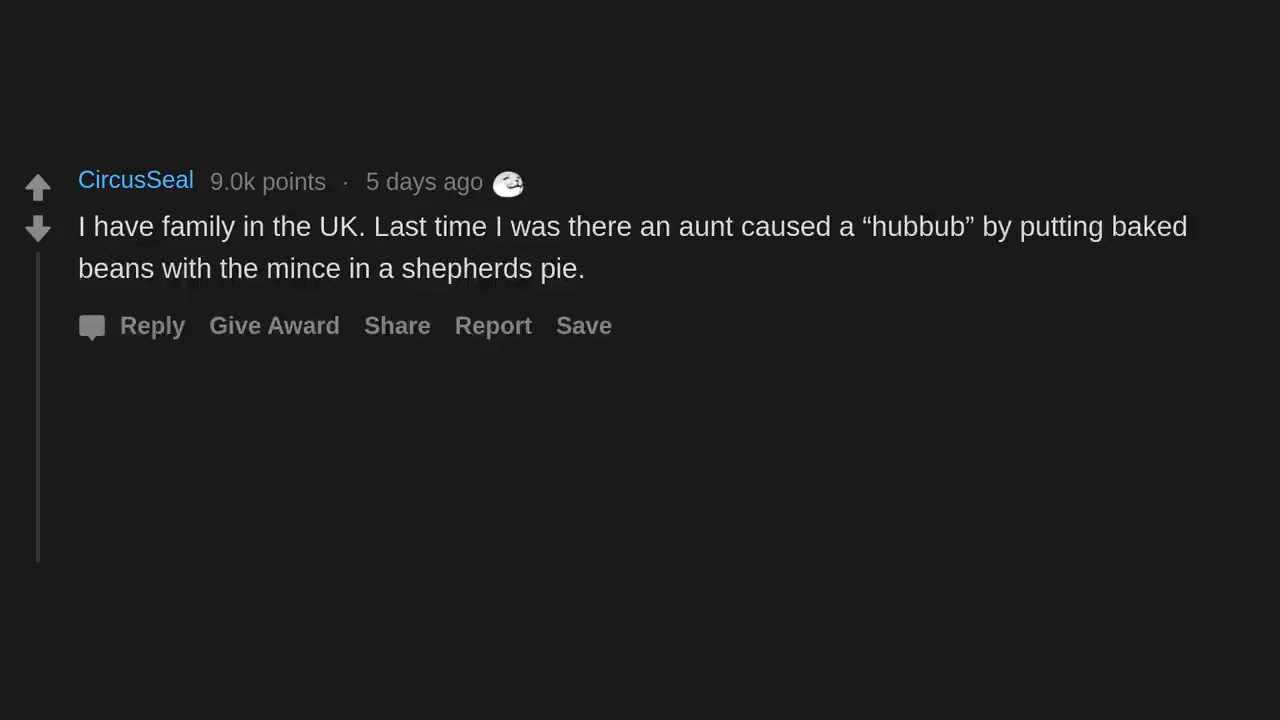 CircusSeal 9.0k points · 5 days ago
I have family in the UK. Last time I was there an aunt caused a “hubbub” by putting baked
beans with the mince in a shepherds pie.
Reply Give Award Share Report Save